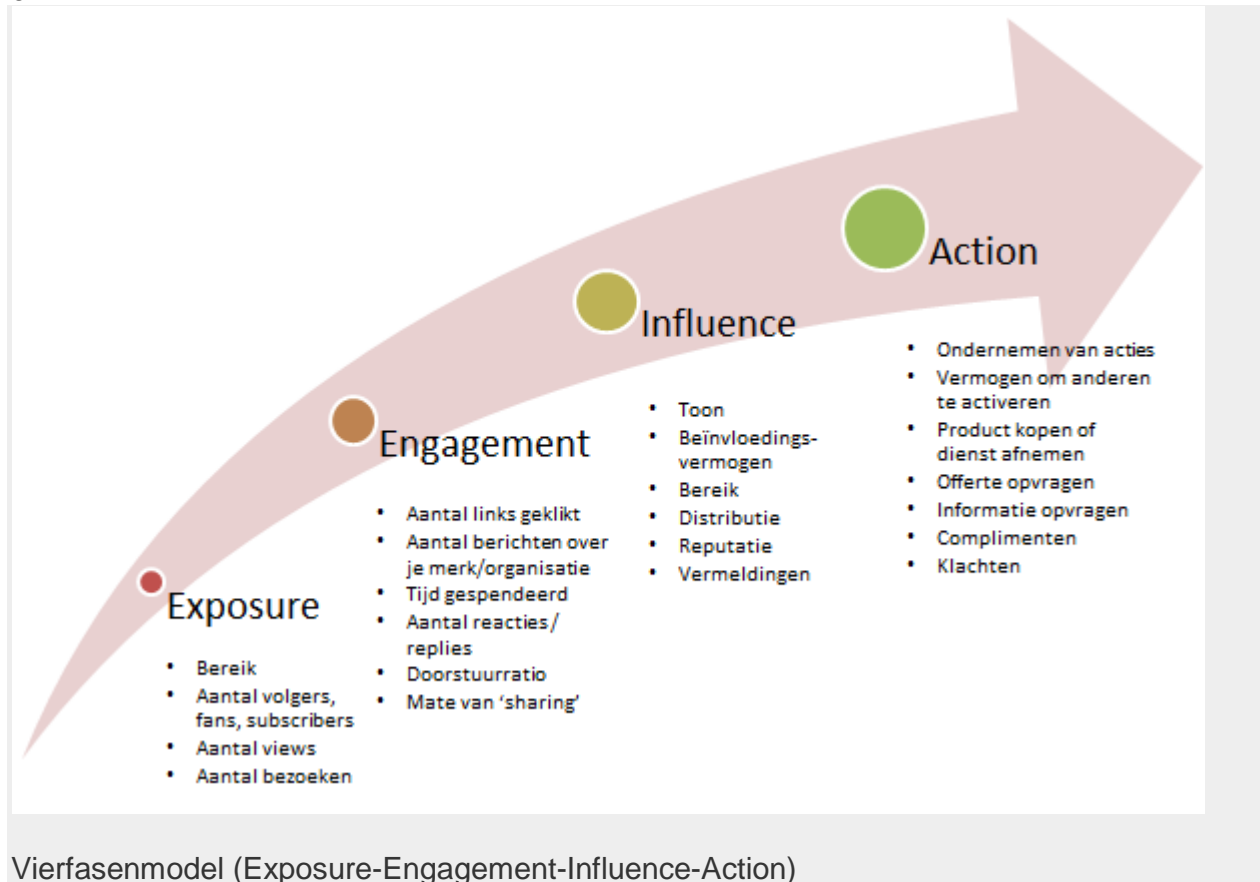 Exposure
• Bereik
• Aantal volgers,
fans, subscribers
• Aantal views
• Aantal bezoeken
Engagement
• Aantal links geklikt
• Aantal berichten over
je merk/organisatie
• Tijd gespendeerd
• Aantal reacties/
replies
• Doorstuurratio
• Mate van ‘sharing’
Influence
• Toon
• Beïnvloedings-
vermogen
• Bereik
• Distributie
• Reputatie
• Vermeldingen
Action
• Ondernemen van acties
• Vermogen om anderen
te activeren
• Product kopen of
dienst afnemen
• Offerte opvragen
• Informatie opvragen
• Complimenten
• Klachten
Vierfasenmodel (Exposure-Engagement-Influence-Action)